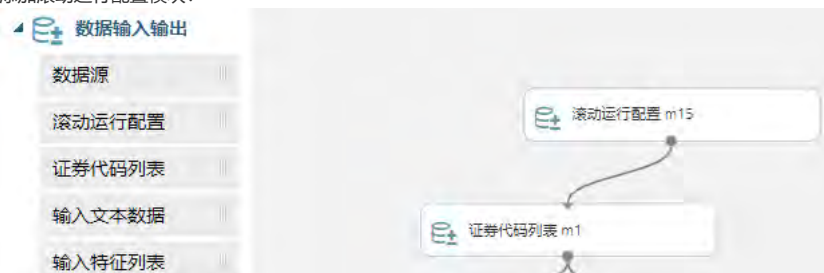 数据输入输出
数据源
滚动运行配置
证券代码列表
输入文本数据
输入特征列表
滚动运行配置 m15
证券代码列表 m1